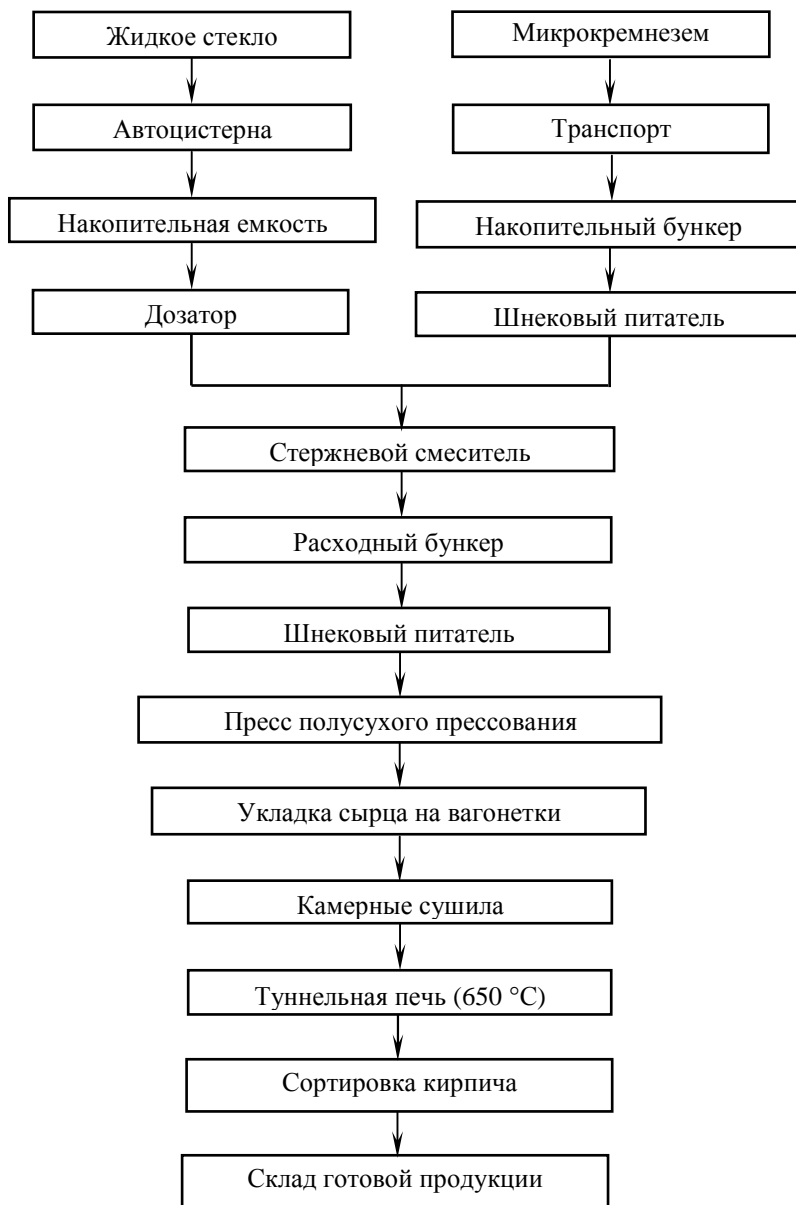 Жидкое стекло
Микрокремнезем
Автоцистерна
Транспорт
Накопительная емкость
Накопительный бункер
Дозатор
Шнековый питатель
Стержневой смеситель
Расходный бункер
Шнековый питатель
Пресс полусухого прессования
Укладка сырца на вагонетки
Камерные сушила
Туннельная печь (650 °С)
Сортировка кирпича
Склад готовой продукции